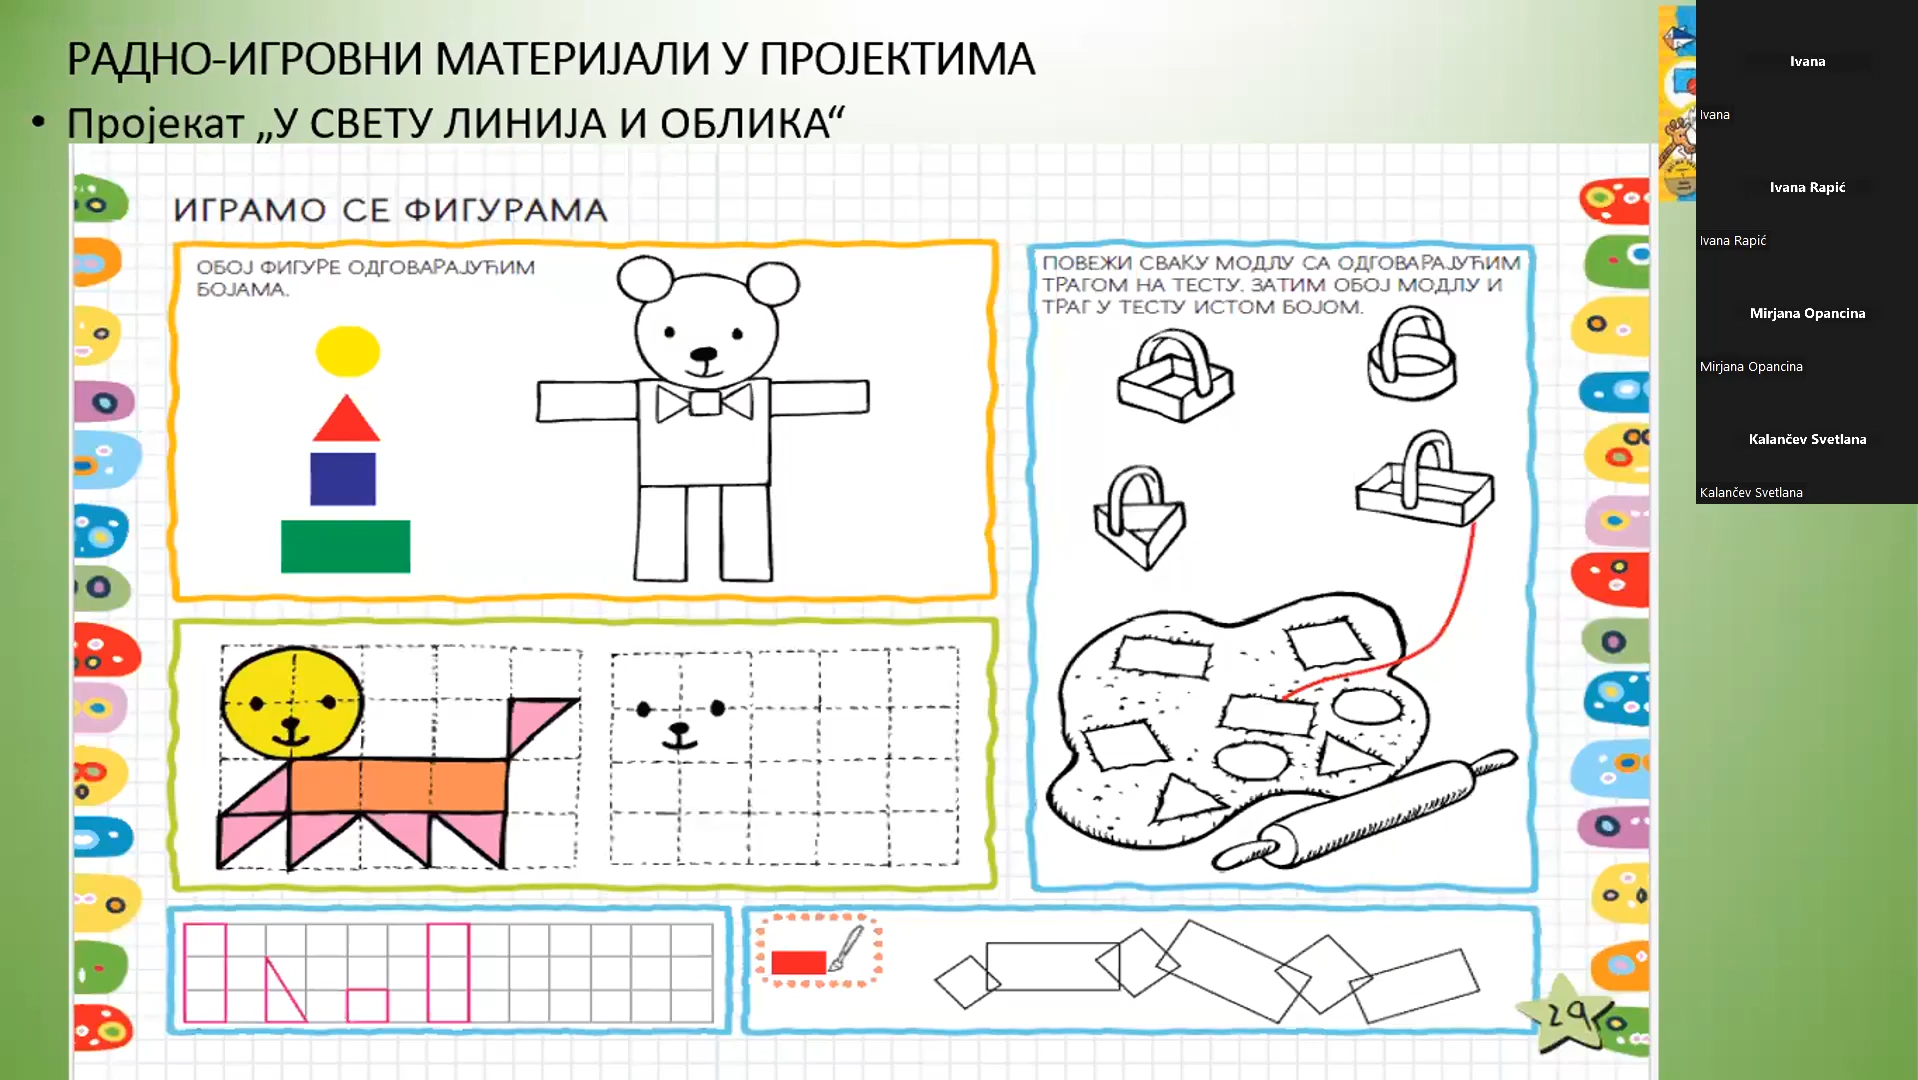 РАДНО-ИГРОВНИ МАТЕРИЈАЛИ У ПРОЈЕКТИМА
• Пројекат „У СВЕТУ ЛИНИЈА И ОБЛИКА“
ИГРАМО СЕ ФИГУРАМА
ОБОЈ ФИГУРЕ ОДГОВАРАЈУЋИМ
БОЈАМА.
ПОВЕЖИ СВАКУ МОДЛУ СА ОДГОВАРАЈУЋИМ
ТРАГОМ НА ТЕСТУ. ЗАТИМ ОБОЈ МОДЛУ И
ТРАГ У ТЕСТУ ИСТОМ БОЈОМ.
29
Ivana
Ivana
Ivana Rapić
Ivana Rapić
Mirjana Opancina
Mirjana Opancina
Kalančev Svetlana
Kalančev Svetlana